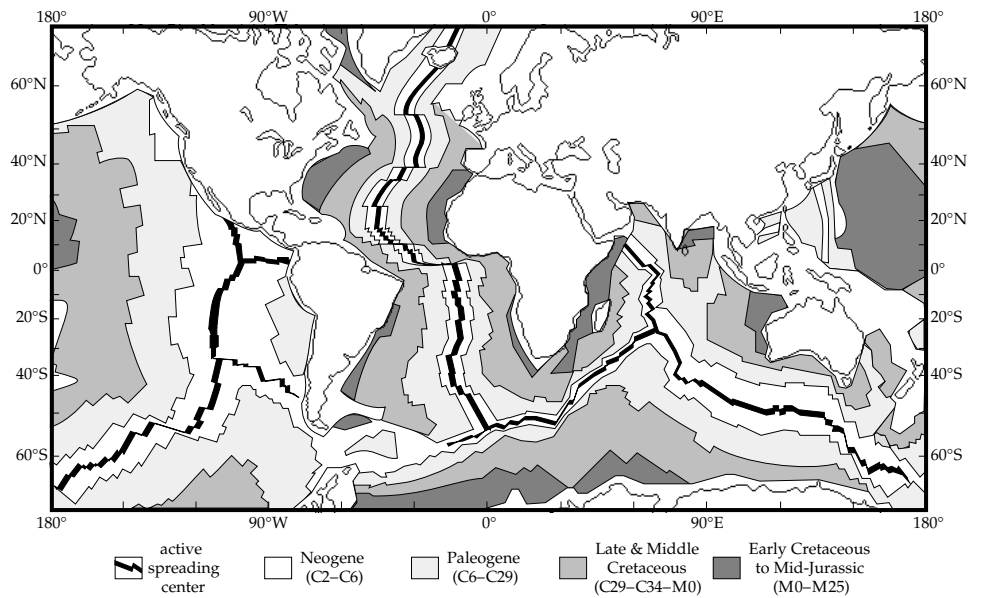 180°
90°W
0°
90°E
180°
60°N
60°N
40°N
40°N
20°N
20°N
0°
0°
20°S
20°S
40°S
40°S
60°S
60°S
180°
90°W
0°
90°E
180°
active
spreading
center
Neogene
(C2–C6)
Paleogene
(C6–C29)
Late & Middle
Cretaceous
(C29–C34–M0)
Early Cretaceous
to Mid-Jurassic
(M0–M25)